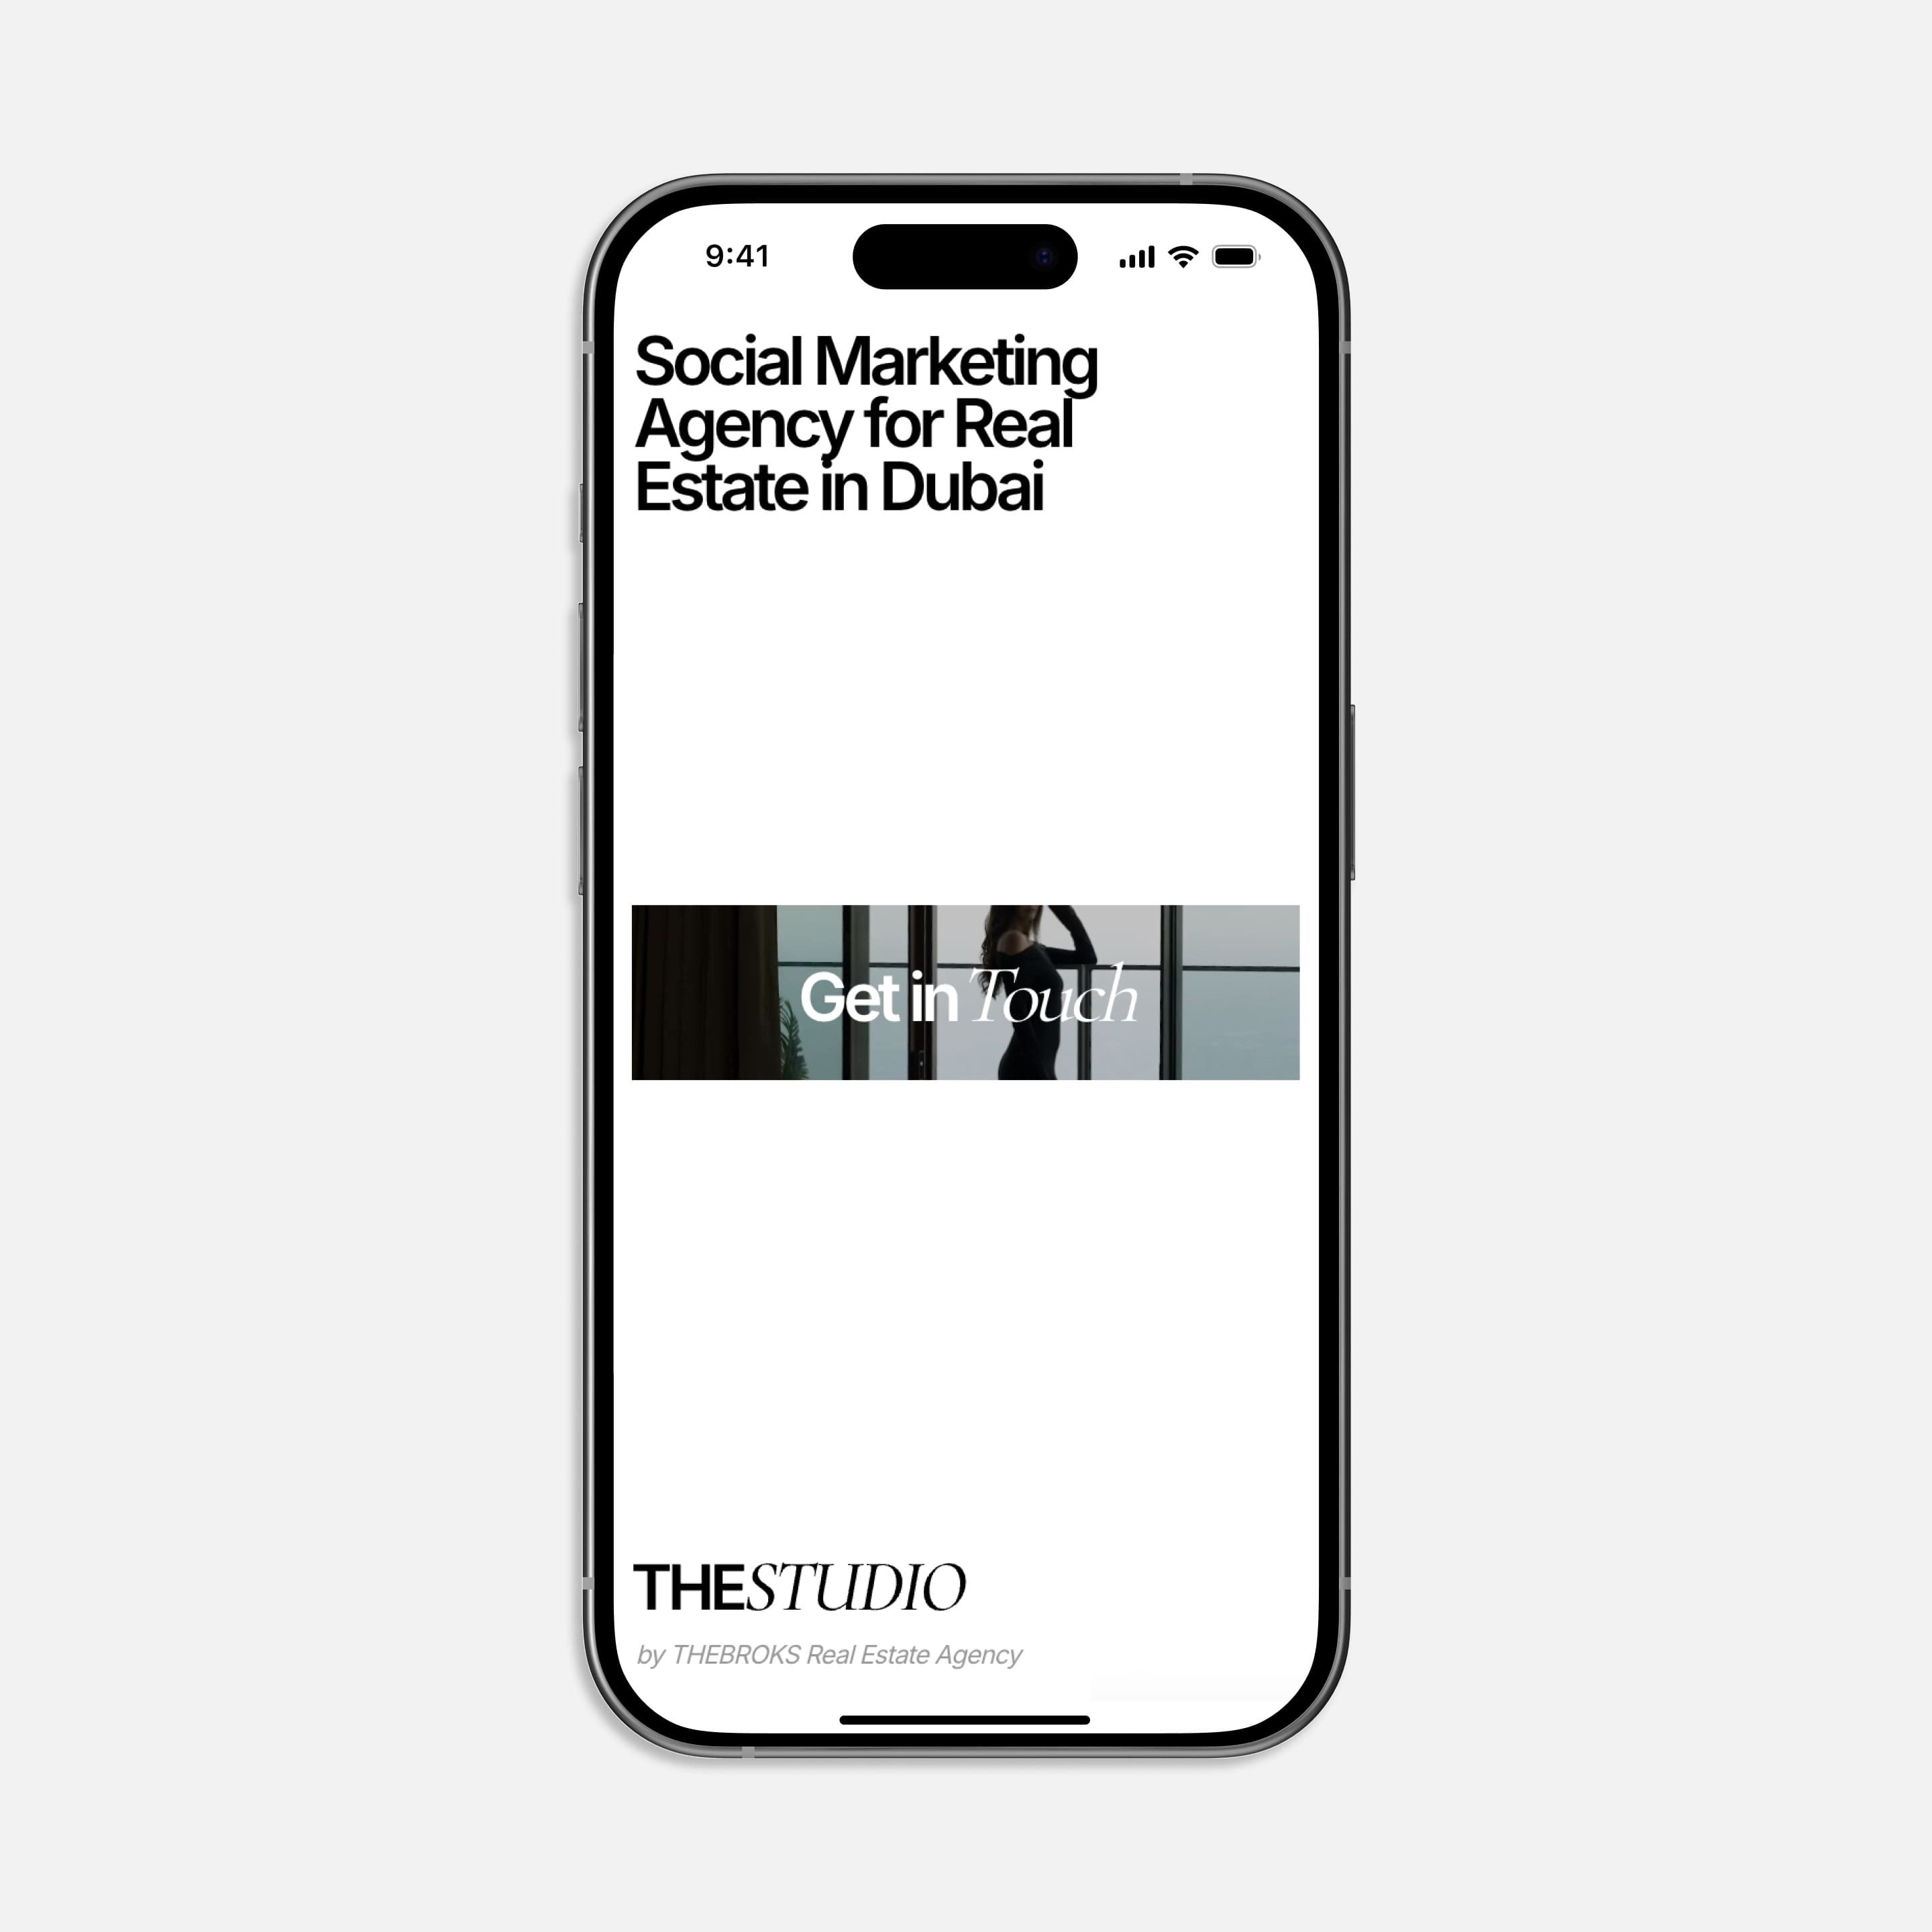 9:41
Social Marketing
Agency for Real
Estate in Dubai
Get in Touch
THESTUDIO
by THEBROKS Real Estate Agency